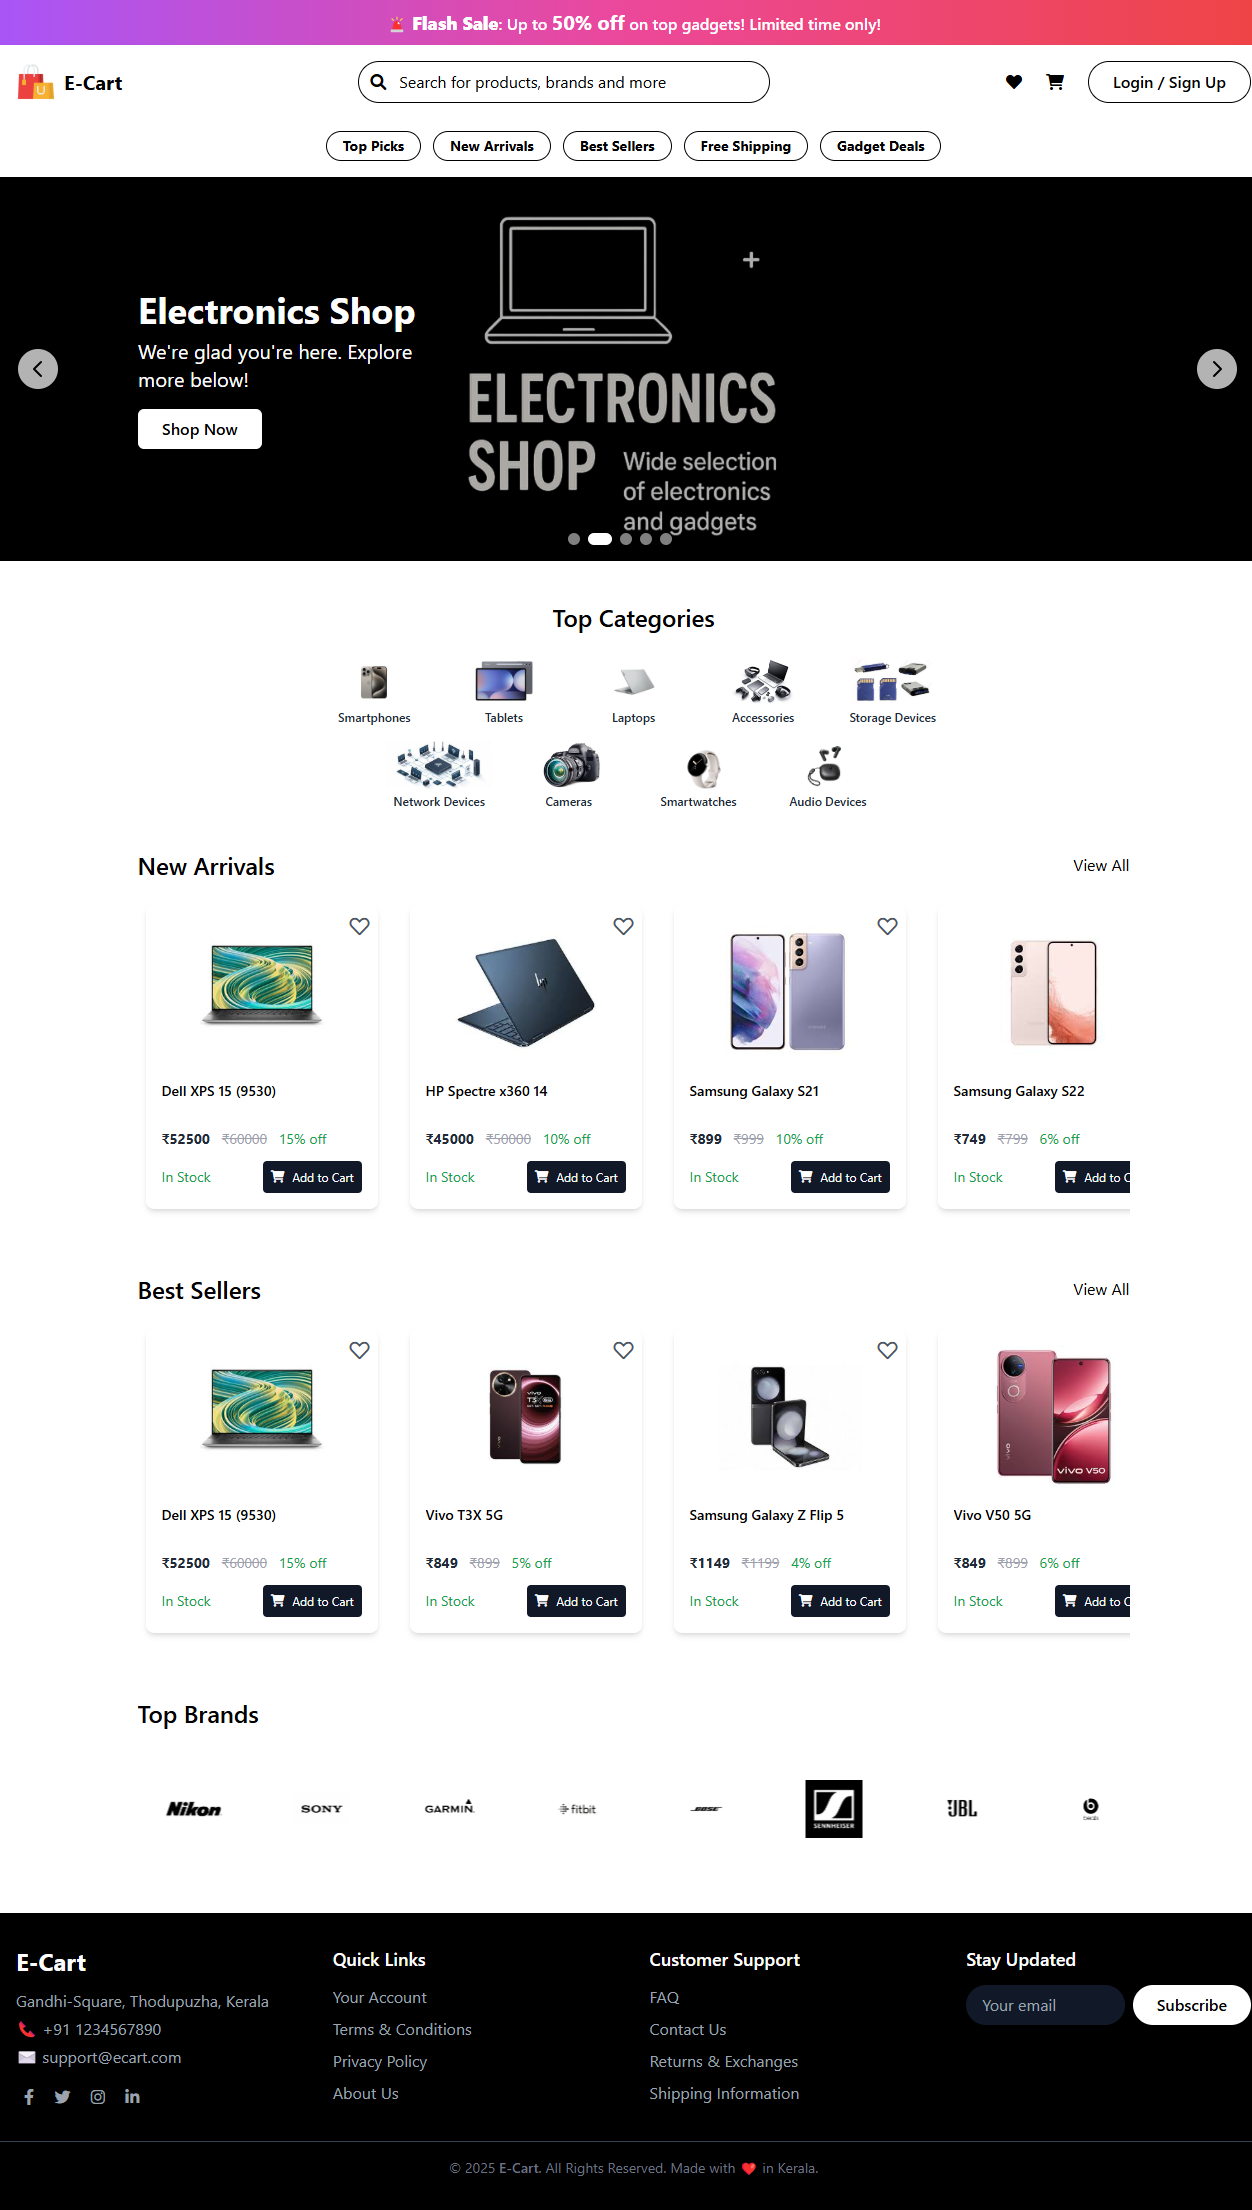 🚨 Flash Sale: Up to 50% off on top gadgets! Limited time only!
E-Cart
Search for products, brands and more
Login / Sign Up
Top Picks
New Arrivals
Best Sellers
Free Shipping
Gadget Deals
Electronics Shop
We're glad you're here. Explore
more below!
Shop Now
ELECTRONICS
SHOP
Wide selection
of electronics
and gadgets
Top Categories
Smartphones
Tablets
Laptops
Accessories
Storage Devices
Network Devices
Cameras
Smartwatches
Audio Devices
New Arrivals
View All
Dell XPS 15 (9530)
₹52500 ₹60000 15% off
In Stock
Add to Cart
HP Spectre x360 14
₹45000 ₹50000 10% off
In Stock
Add to Cart
Samsung Galaxy S21
₹899 ₹999 10% off
In Stock
Add to Cart
Samsung Galaxy S22
₹749 ₹799 6% off
In Stock
Add to C
Best Sellers
View All
Dell XPS 15 (9530)
₹52500 ₹60000 15% off
In Stock
Add to Cart
vivo
T3X 5G
Vivo T3X 5G
₹849 ₹899 5% off
In Stock
Add to Cart
Samsung Galaxy Z Flip 5
₹1149 ₹1199 4% off
In Stock
Add to Cart
vivo
vivo V50
Vivo V50 5G
₹849 ₹899 6% off
In Stock
Add to C
Top Brands
Nikon
SONY
GARMIN.
fitbit
BOSE
SENNHEISER
JBL
beats
E-Cart
Gandhi-Square, Thodupuzha, Kerala
📞 +91 1234567890
✉️ support@ecart.com
Quick Links
Your Account
Terms & Conditions
Privacy Policy
About Us
Customer Support
FAQ
Contact Us
Returns & Exchanges
Shipping Information
Stay Updated
Your email
Subscribe
© 2025 E-Cart. All Rights Reserved. Made with ❤️ in Kerala.